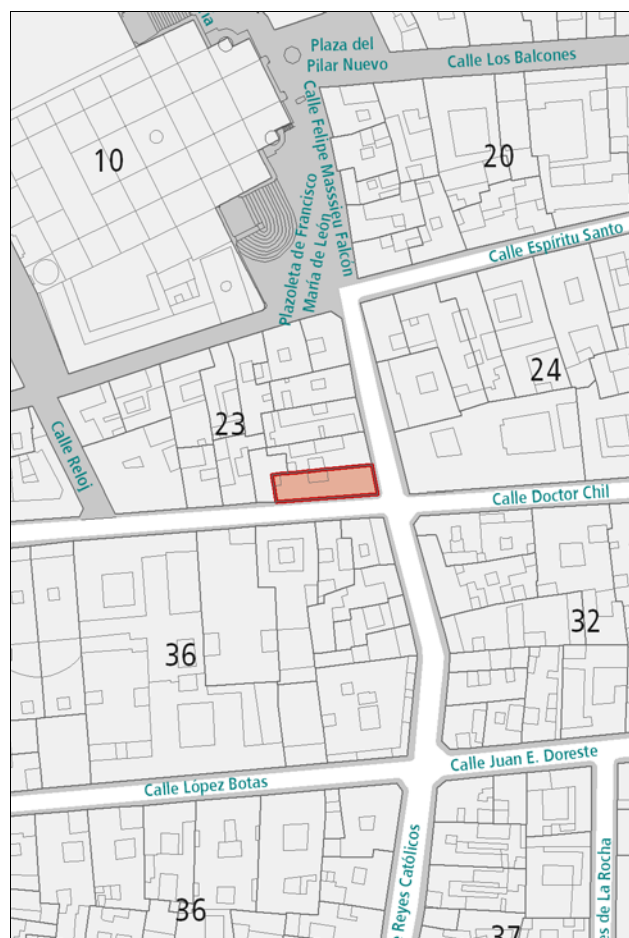 Plaza del
Pilar Nuevo
Calle Los Balcones
Calle Felipe Masssieu Falcón
10
20
Plazoleta de Francisco
María de León
Calle Espíritu Santo
24
23
Calle Reloj
Calle Doctor Chil
32
36
Calle Juan E. Doreste
Calle López Botas
Reyes Católicos
de La Rocha
36
37